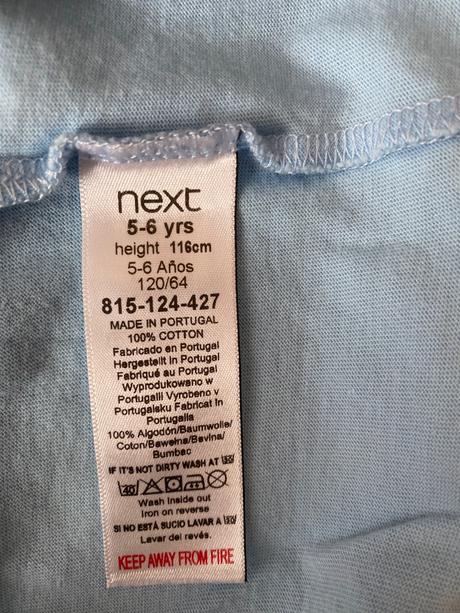 next
5-6 yrs
height 116cm
5-6 Años
120/64
815-124-427
MADE IN PORTUGAL
100% COTTON
Fabricado en Portugal
Hergestellt in Portugal
Fabriqué au Portugal
Wyprodukowano w
Portugalii Vyrobeno v
Portugalsku Fabricat in
Portugalia
100% Algodón/Baumwolle/
Coton/Bawełna/Bavlna/
Bumbac
IF IT'S NOT DIRTY WASH AT 30
40
Wash inside out
Iron on reverse
SI NO ESTÁ SUCIO LAVAR A 30
Lavar del revés.
KEEP AWAY FROM FIRE